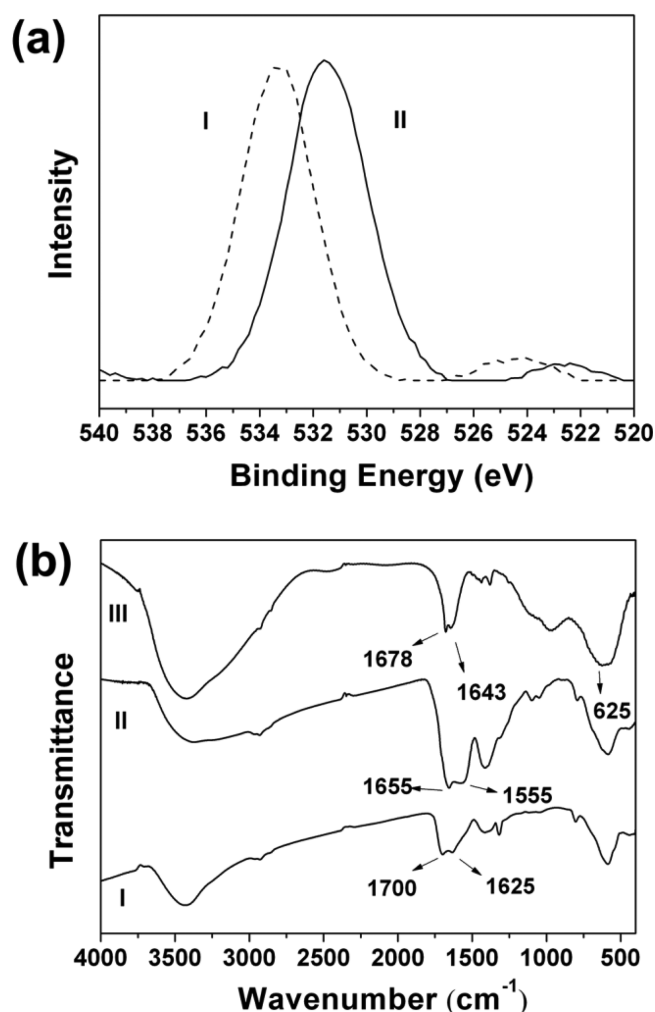 (a)
I
II
Intensity
540 538 536 534 532 530 528 526 524 522 520
Binding Energy (eV)
(b)
III
1678
1643
625
II
1655
1555
1700
1625
I
Transmittance
4000 3500 3000 2500 2000 1500 1000 500
Wavenumber (cm⁻¹)